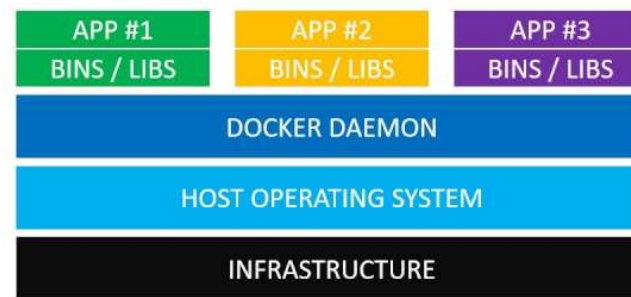 APP #1
BINS / LIBS
APP #2
BINS / LIBS
APP #3
BINS / LIBS
DOCKER DAEMON
HOST OPERATING SYSTEM
INFRASTRUCTURE